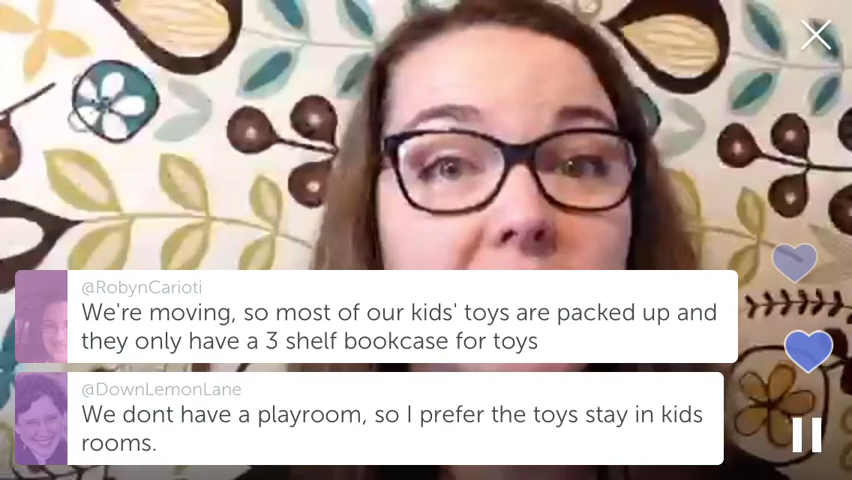 @RobynCarioti
We're moving, so most of our kids' toys are packed up and
they only have a 3 shelf bookcase for toys
@DownLemonLane
We dont have a playroom, so I prefer the toys stay in kids
rooms.